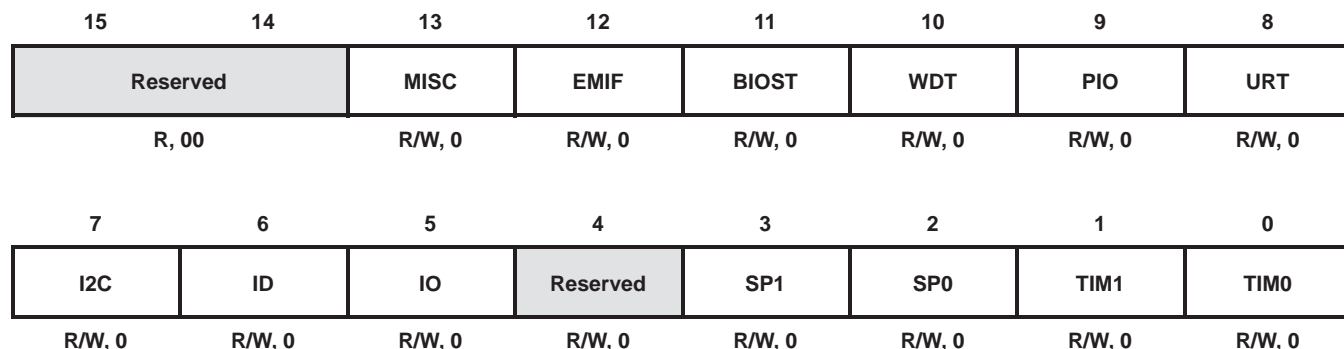 15 14 13 12 11 10 9 8
Reserved MISC EMIF BIOST WDT PIO URT
R, 00 R/W, 0 R/W, 0 R/W, 0 R/W, 0 R/W, 0 R/W, 0
7 6 5 4 3 2 1 0
I2C ID IO Reserved SP1 SP0 TIM1 TIM0
R/W, 0 R/W, 0 R/W, 0 R/W, 0 R/W, 0 R/W, 0 R/W, 0 R/W, 0